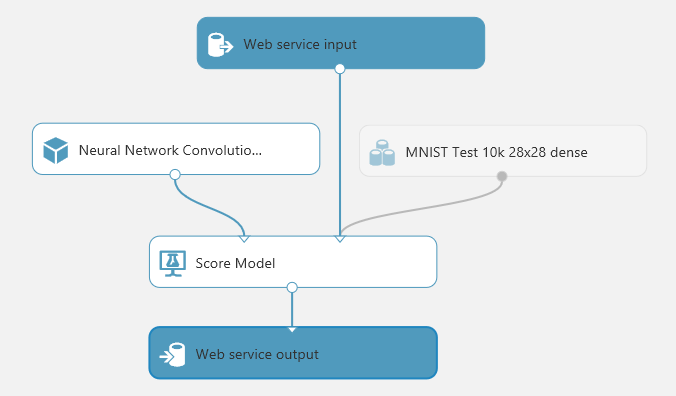 Web service input
Neural Network Convolutio...
MNIST Test 10k 28x28 dense
Score Model
Web service output